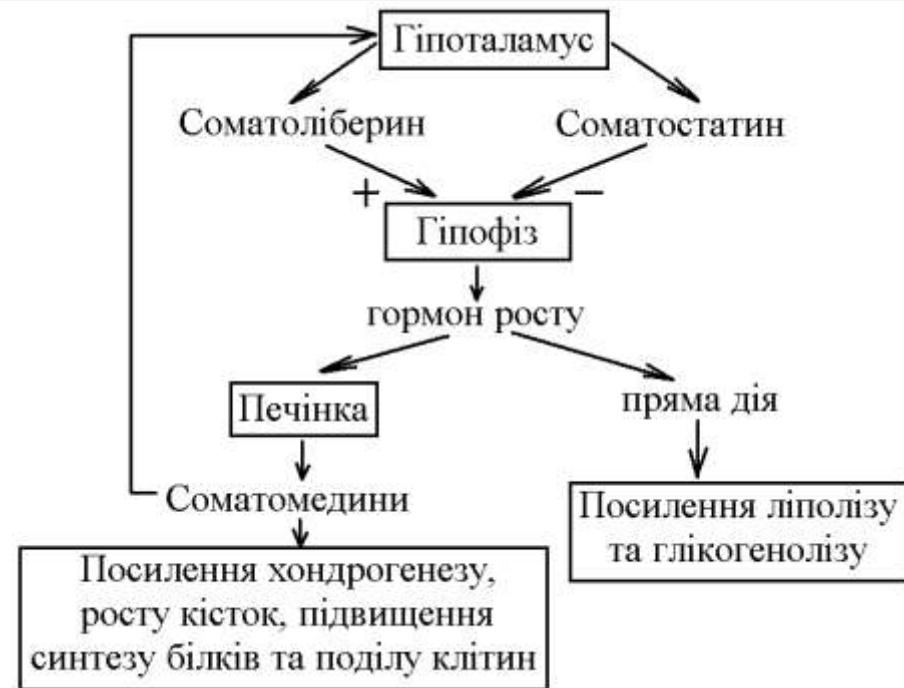 Гіпоталамус
Соматоліберин
Соматостатин
+
−
Гіпофіз
гормон росту
Печінка
пряма дія
Соматомедини
Посилення ліполізу
та глікогенолізу
Посилення хондрогенезу,
росту кісток, підвищення
синтезу білків та поділу клітин